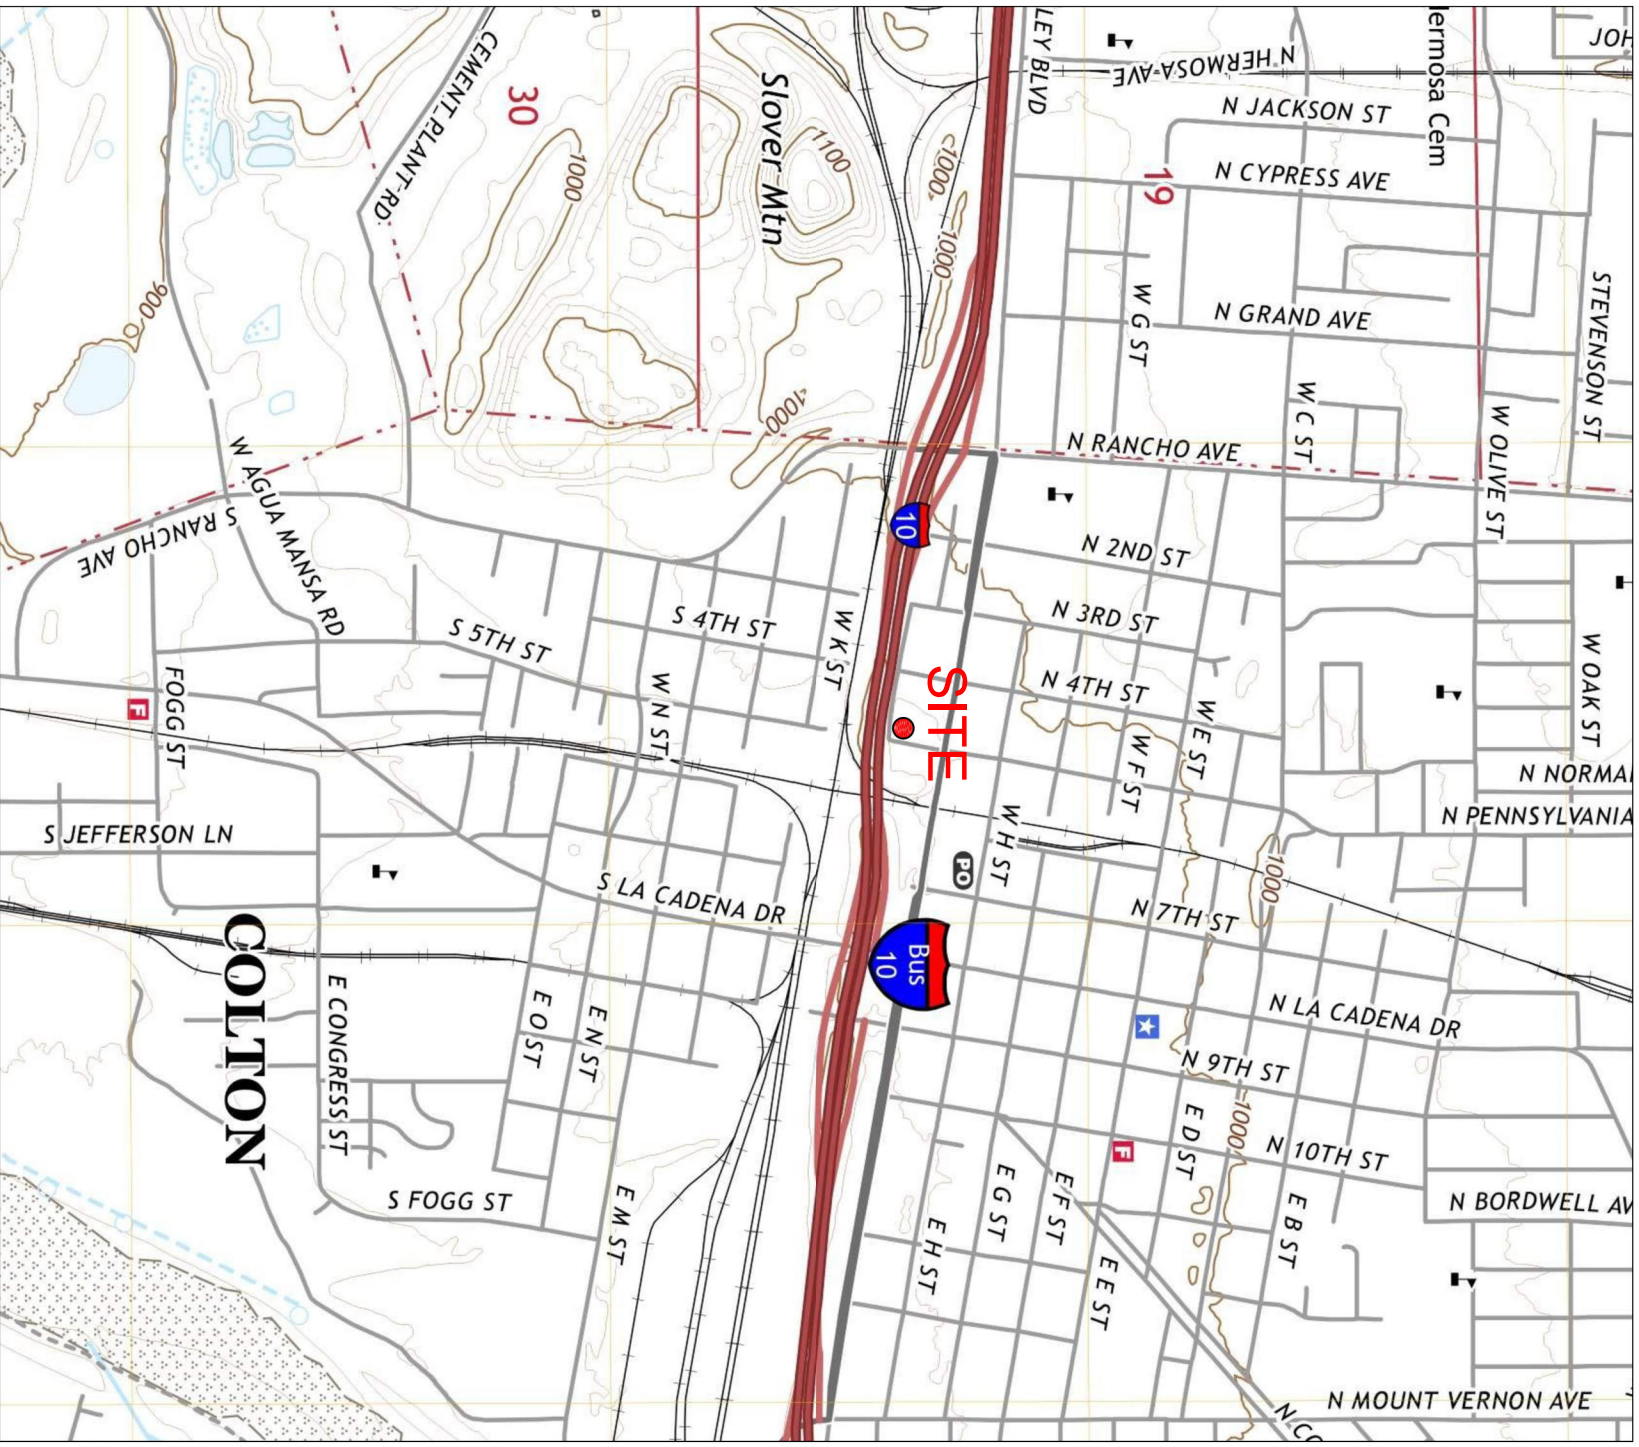 LEY BLVD
N HERMOSA AVE
lermosa Cem
JOH
N JACKSON ST
N CYPRESS AVE
19
30
CEMENT PLANT RD
Slover Mtn
1100
1000
1000
1000
1000
900
W G ST
N GRAND AVE
STEVENSON ST
W C ST
W OLIVE ST
N RANCHO AVE
W AGUA MANSA RD
S RANCHO AVE
10
N 2ND ST
N 3RD ST
N 4TH ST
S 4TH ST
S 5TH ST
W K ST
SITE
W N ST
W E ST
W F ST
W OAK ST
FOGG ST
F
N NORMA
N PENNSYLVANIA
S JEFFERSON LN
W H ST
PO
1000
S LA CADENA DR
N 7TH ST
Bus
10
COLTON
E CONGRESS ST
E O ST
E N ST
N LA CADENA DR
N 9TH ST
1000
E D ST
N 10TH ST
F
S FOGG ST
E M ST
E G ST
E F ST
E H ST
E E ST
E B ST
N BORDWELL AV
N MOUNT VERNON AVE
N CO